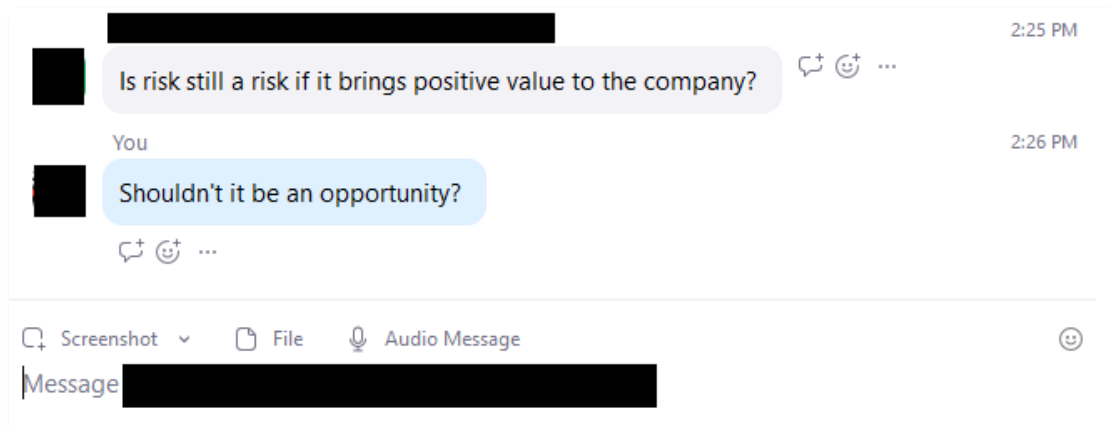 2:25 PM
Is risk still a risk if it brings positive value to the company?
You
2:26 PM
Shouldn't it be an opportunity?
Screenshot
File
Audio Message
Message